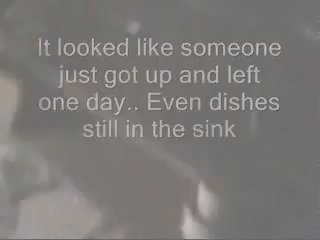 It looked like someone
just got up and left
one day.. Even dishes
still in the sink